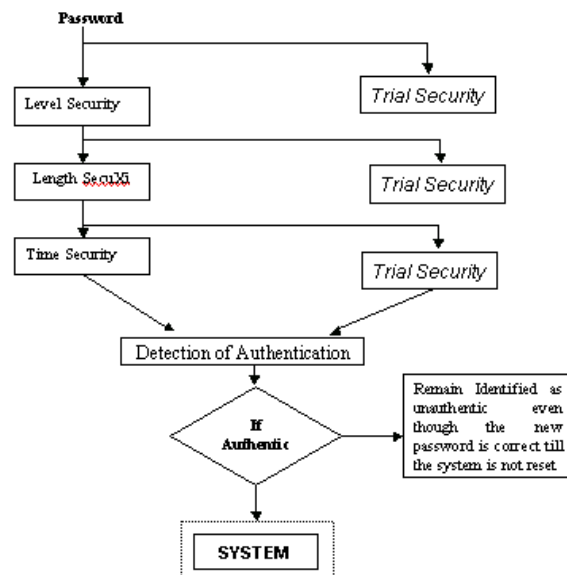 Password
Level Security
Trial Security
Length SecuXi
Trial Security
Time Security
Trial Security
Detection of Authentication
If
Authentic
Remain Identified as
unauthentic even
though the new
password is correct till
the system is not reset
SYSTEM